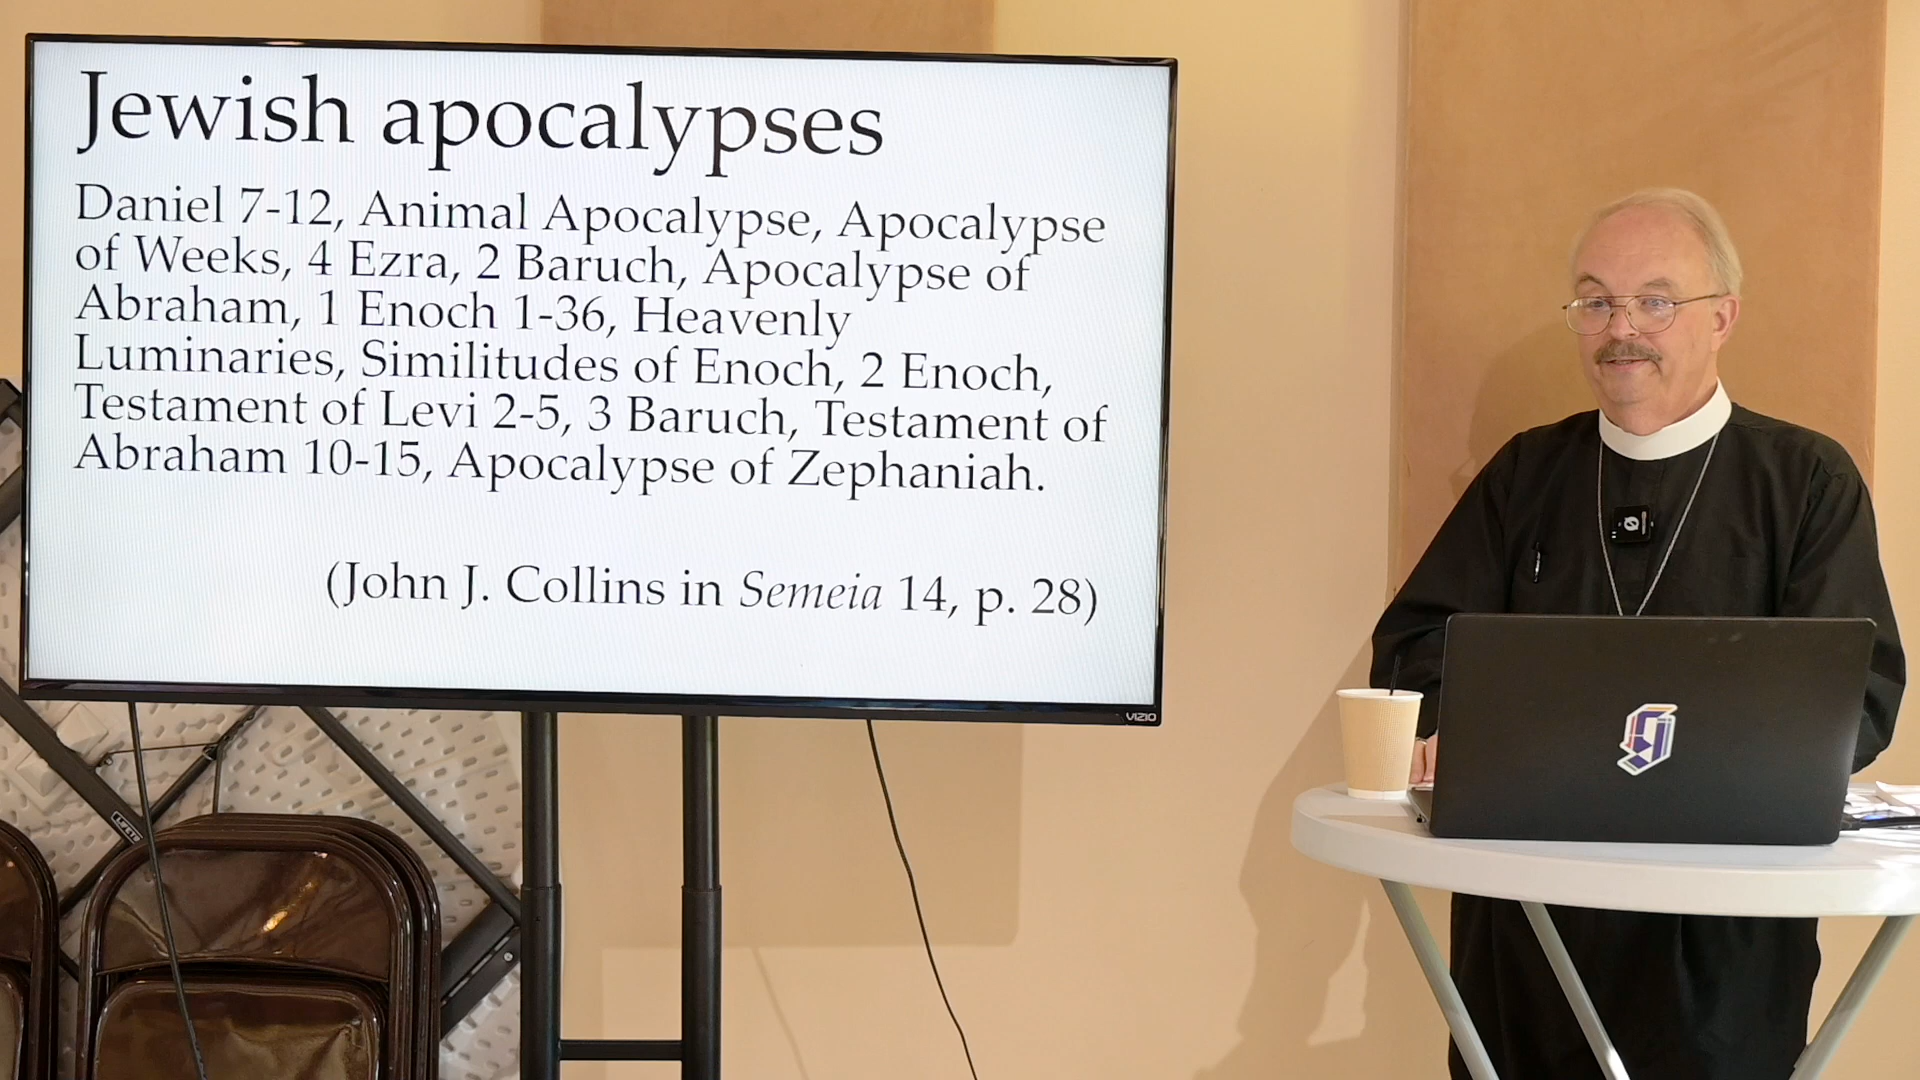 Jewish apocalypses
Daniel 7-12, Animal Apocalypse, Apocalypse
of Weeks, 4 Ezra, 2 Baruch, Apocalypse of
Abraham, 1 Enoch 1-36, Heavenly
Luminaries, Similitudes of Enoch, 2 Enoch,
Testament of Levi 2-5, 3 Baruch, Testament of
Abraham 10-15, Apocalypse of Zephaniah.
(John J. Collins in Semeia 14, p. 28)
VIZIO